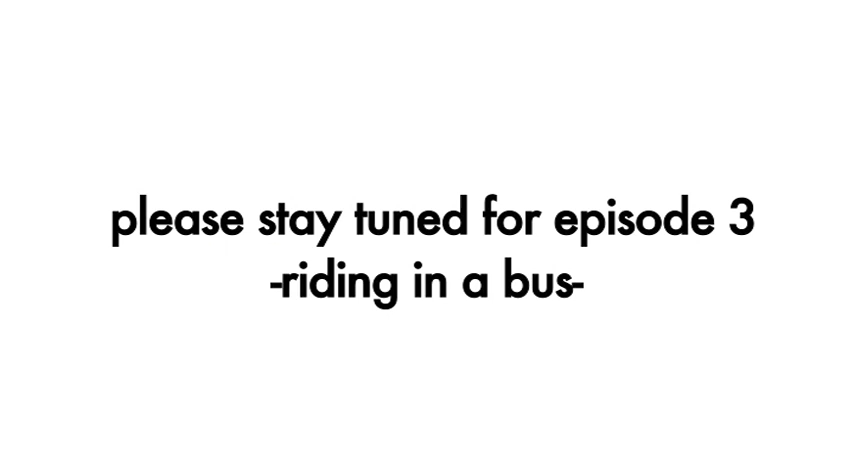 please stay tuned for episode 3
-riding in a bus-